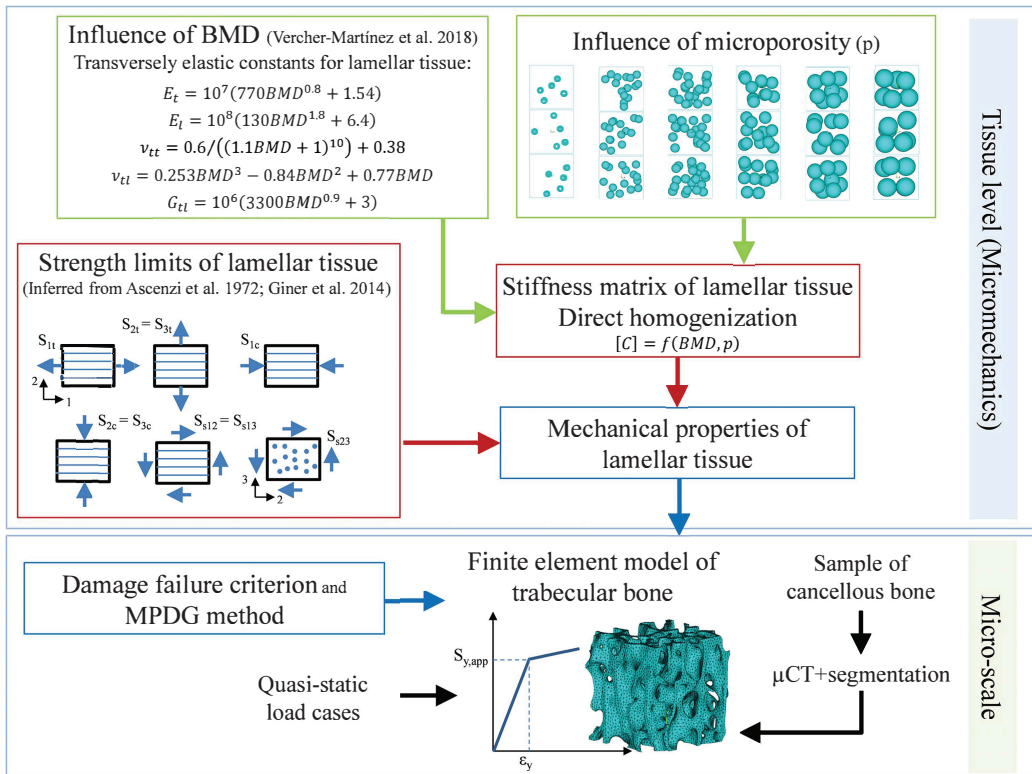 Influence of BMD (Vercher-Martínez et al. 2018)
Transversely elastic constants for lamellar tissue:
E_t = 10^7(770BMD^0.8 + 1.54)
E_l = 10^8(130BMD^1.8 + 6.4)
ν_tt = 0.6/((1.1BMD + 1)^10) + 0.38
ν_tl = 0.253BMD^3 − 0.84BMD^2 + 0.77BMD
G_tl = 10^6(3300BMD^0.9 + 3)
Influence of microporosity (p)
Tissue level (Micromechanics)
Strength limits of lamellar tissue
(Inferred from Ascenzi et al. 1972; Giner et al. 2014)
S_1t
S_2t = S_3t
S_1c
2
1
S_2c = S_3c
S_s12 = S_s13
S_s23
3
2
Stiffness matrix of lamellar tissue
Direct homogenization
[C] = f(BMD, p)
Mechanical properties of
lamellar tissue
Damage failure criterion and
MPDG method
Finite element model of
trabecular bone
Sample of
cancellous bone
S_y,app
ε_y
Quasi-static
load cases
μCT+segmentation
Micro-scale